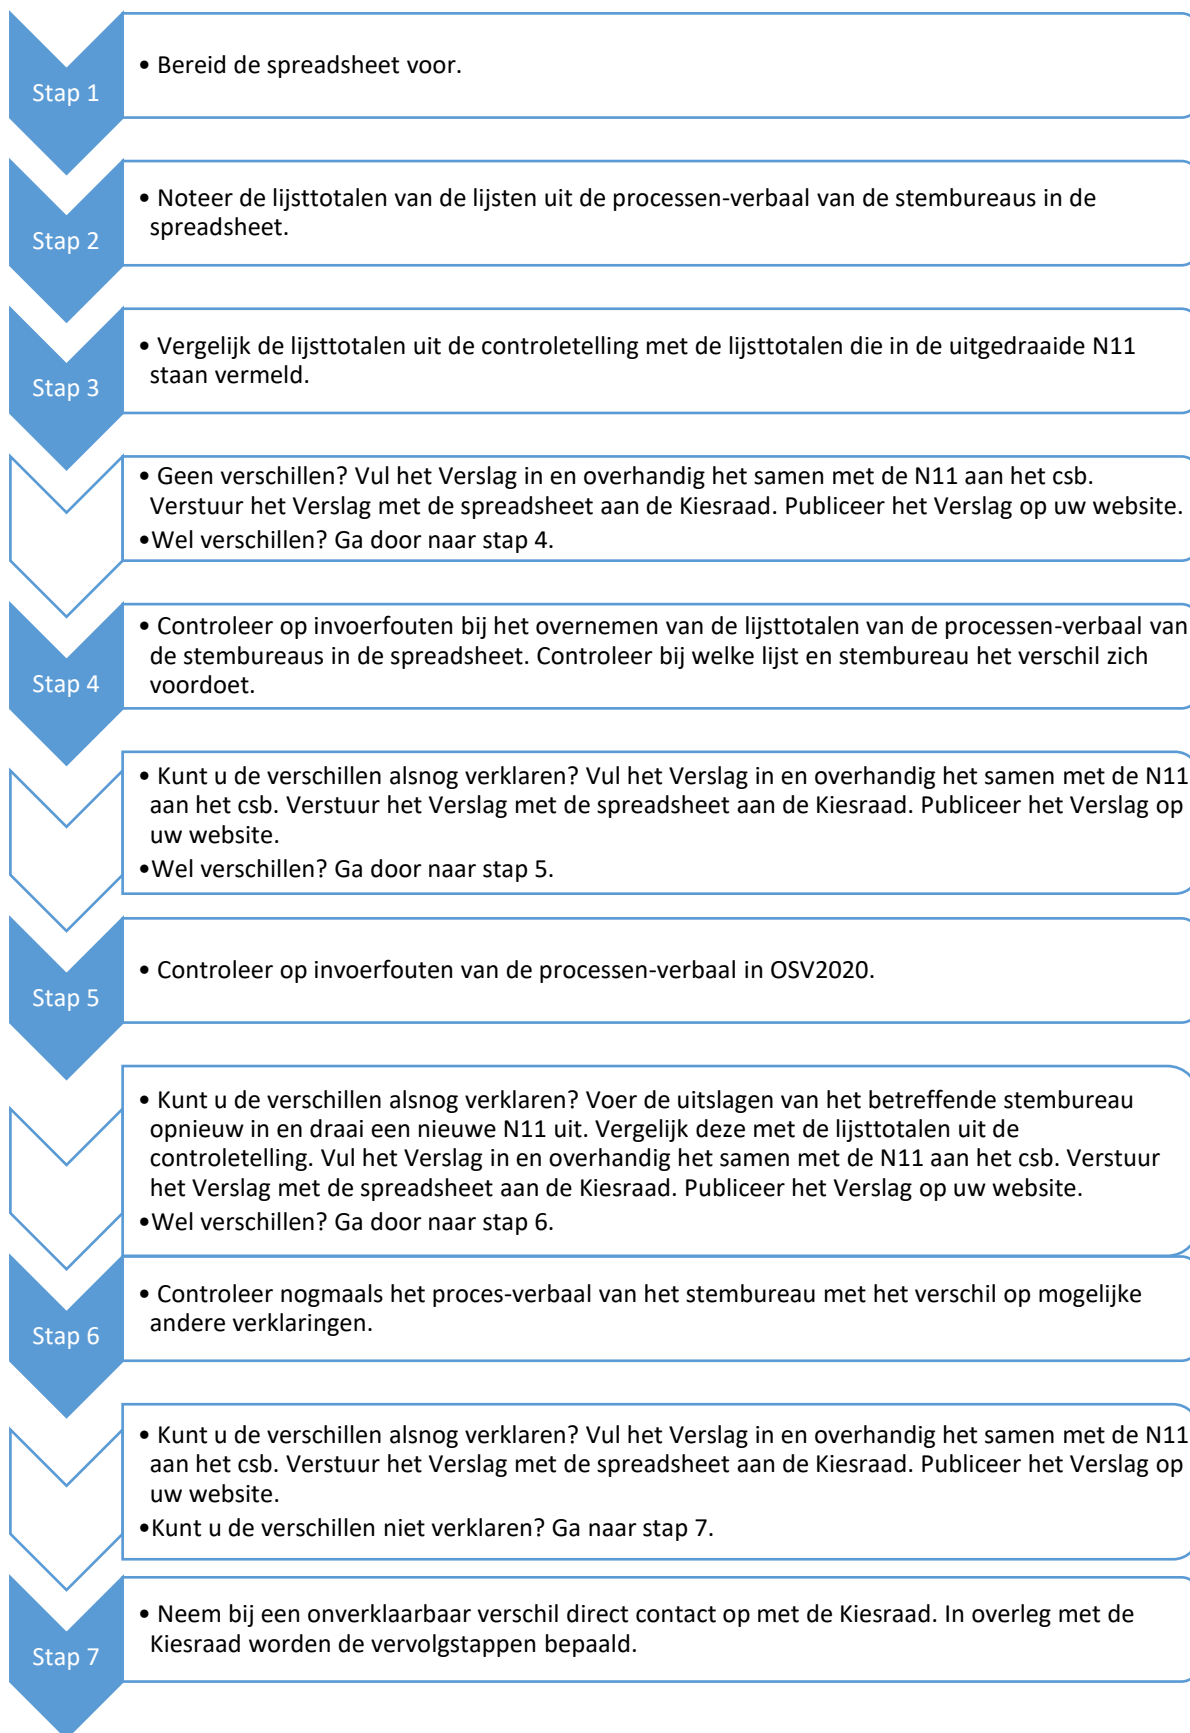 Stap 1
• Bereid de spreadsheet voor.
Stap 2
• Noteer de lijsttotalen van de lijsten uit de processen-verbaal van de stembureaus in de
spreadsheet.
Stap 3
• Vergelijk de lijsttotalen uit de controletelling met de lijsttotalen die in de uitgedraaide N11
staan vermeld.
• Geen verschillen? Vul het Verslag in en overhandig het samen met de N11 aan het csb.
Verstuur het Verslag met de spreadsheet aan de Kiesraad. Publiceer het Verslag op uw website.
•Wel verschillen? Ga door naar stap 4.
Stap 4
• Controleer op invoerfouten bij het overnemen van de lijsttotalen van de processen-verbaal van
de stembureaus in de spreadsheet. Controleer bij welke lijst en stembureau het verschil zich
voordoet.
• Kunt u de verschillen alsnog verklaren? Vul het Verslag in en overhandig het samen met de N11
aan het csb. Verstuur het Verslag met de spreadsheet aan de Kiesraad. Publiceer het Verslag op
uw website.
•Wel verschillen? Ga door naar stap 5.
Stap 5
• Controleer op invoerfouten van de processen-verbaal in OSV2020.
• Kunt u de verschillen alsnog verklaren? Voer de uitslagen van het betreffende stembureau
opnieuw in en draai een nieuwe N11 uit. Vergelijk deze met de lijsttotalen uit de
controletelling. Vul het Verslag in en overhandig het samen met de N11 aan het csb. Verstuur
het Verslag met de spreadsheet aan de Kiesraad. Publiceer het Verslag op uw website.
•Wel verschillen? Ga door naar stap 6.
Stap 6
• Controleer nogmaals het proces-verbaal van het stembureau met het verschil op mogelijke
andere verklaringen.
• Kunt u de verschillen alsnog verklaren? Vul het Verslag in en overhandig het samen met de N11
aan het csb. Verstuur het Verslag met de spreadsheet aan de Kiesraad. Publiceer het Verslag op
uw website.
•Kunt u de verschillen niet verklaren? Ga naar stap 7.
Stap 7
• Neem bij een onverklaarbaar verschil direct contact op met de Kiesraad. In overleg met de
Kiesraad worden de vervolgstappen bepaald.